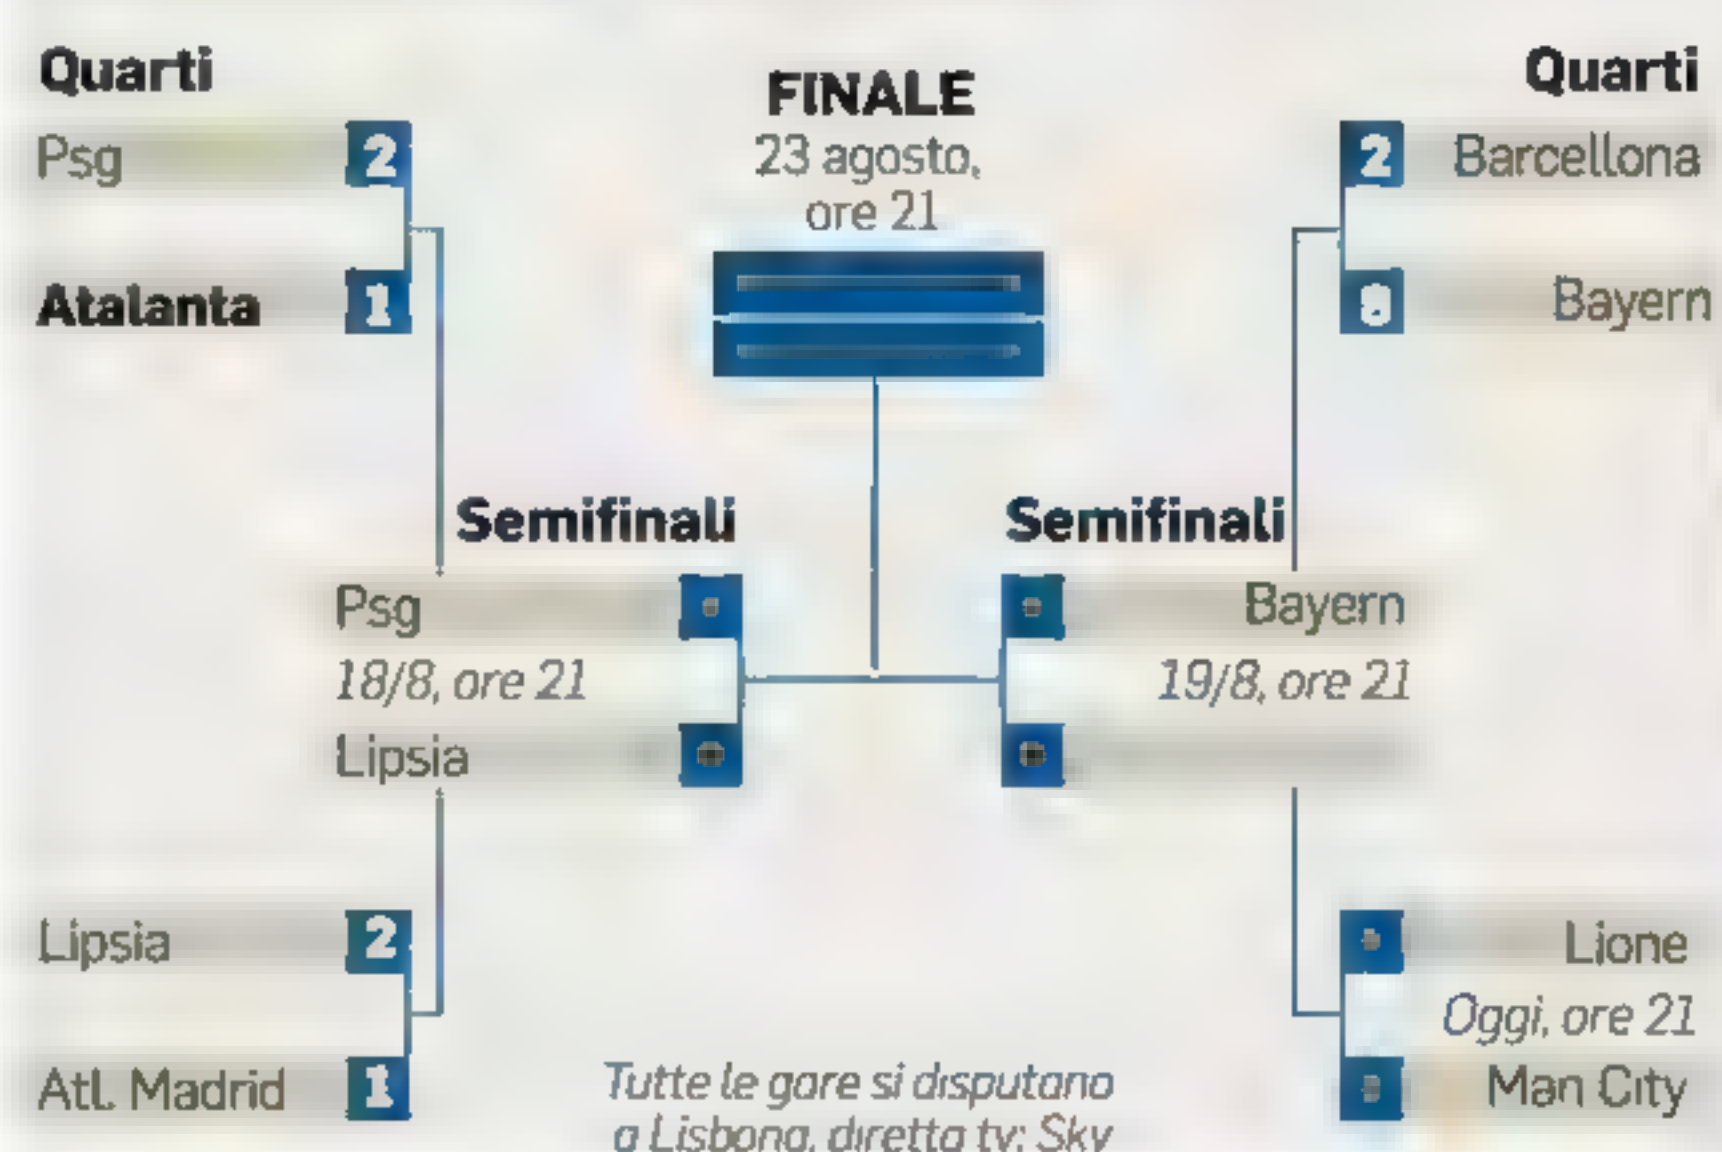 Quarti
Psg 2
Atalanta 1
FINALE
23 agosto,
ore 21
Quarti
2 Barcellona
8 Bayern
Semifinali
Psg
18/8, ore 21
Lipsia
Semifinali
Bayern
19/8, ore 21
Lipsia 2
Atl. Madrid 1
Lione
Oggi, ore 21
Man City
Tutte le gare si disputano
a Lisbona, diretta tv: Sky